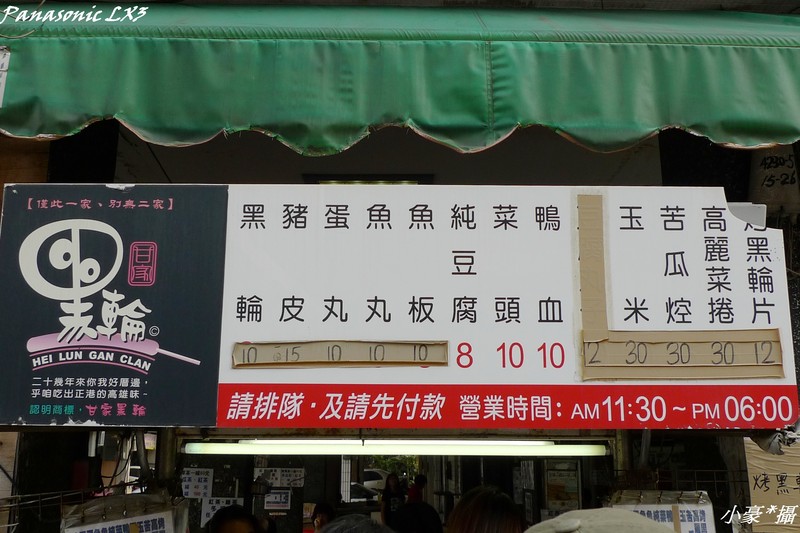 Panasonic LX3
【僅此一家、別無二家】
黑輪
甘家
HEI LUN GAN CLAN
二十幾年來你我好厝邊，
乎咱吃出正港的高雄味~
認明商標，甘家黑輪
黑輪 10
豬皮 15
蛋丸 10
魚丸 10
魚板 10
純豆腐 8
菜頭 10
鴨血 10
12
玉米 30
苦瓜焢 30
高麗菜捲 30
黑輪片 12
請排隊・及請先付款 營業時間：AM 11:30～PM 06:00
15-26
烤黑
小豪*攝